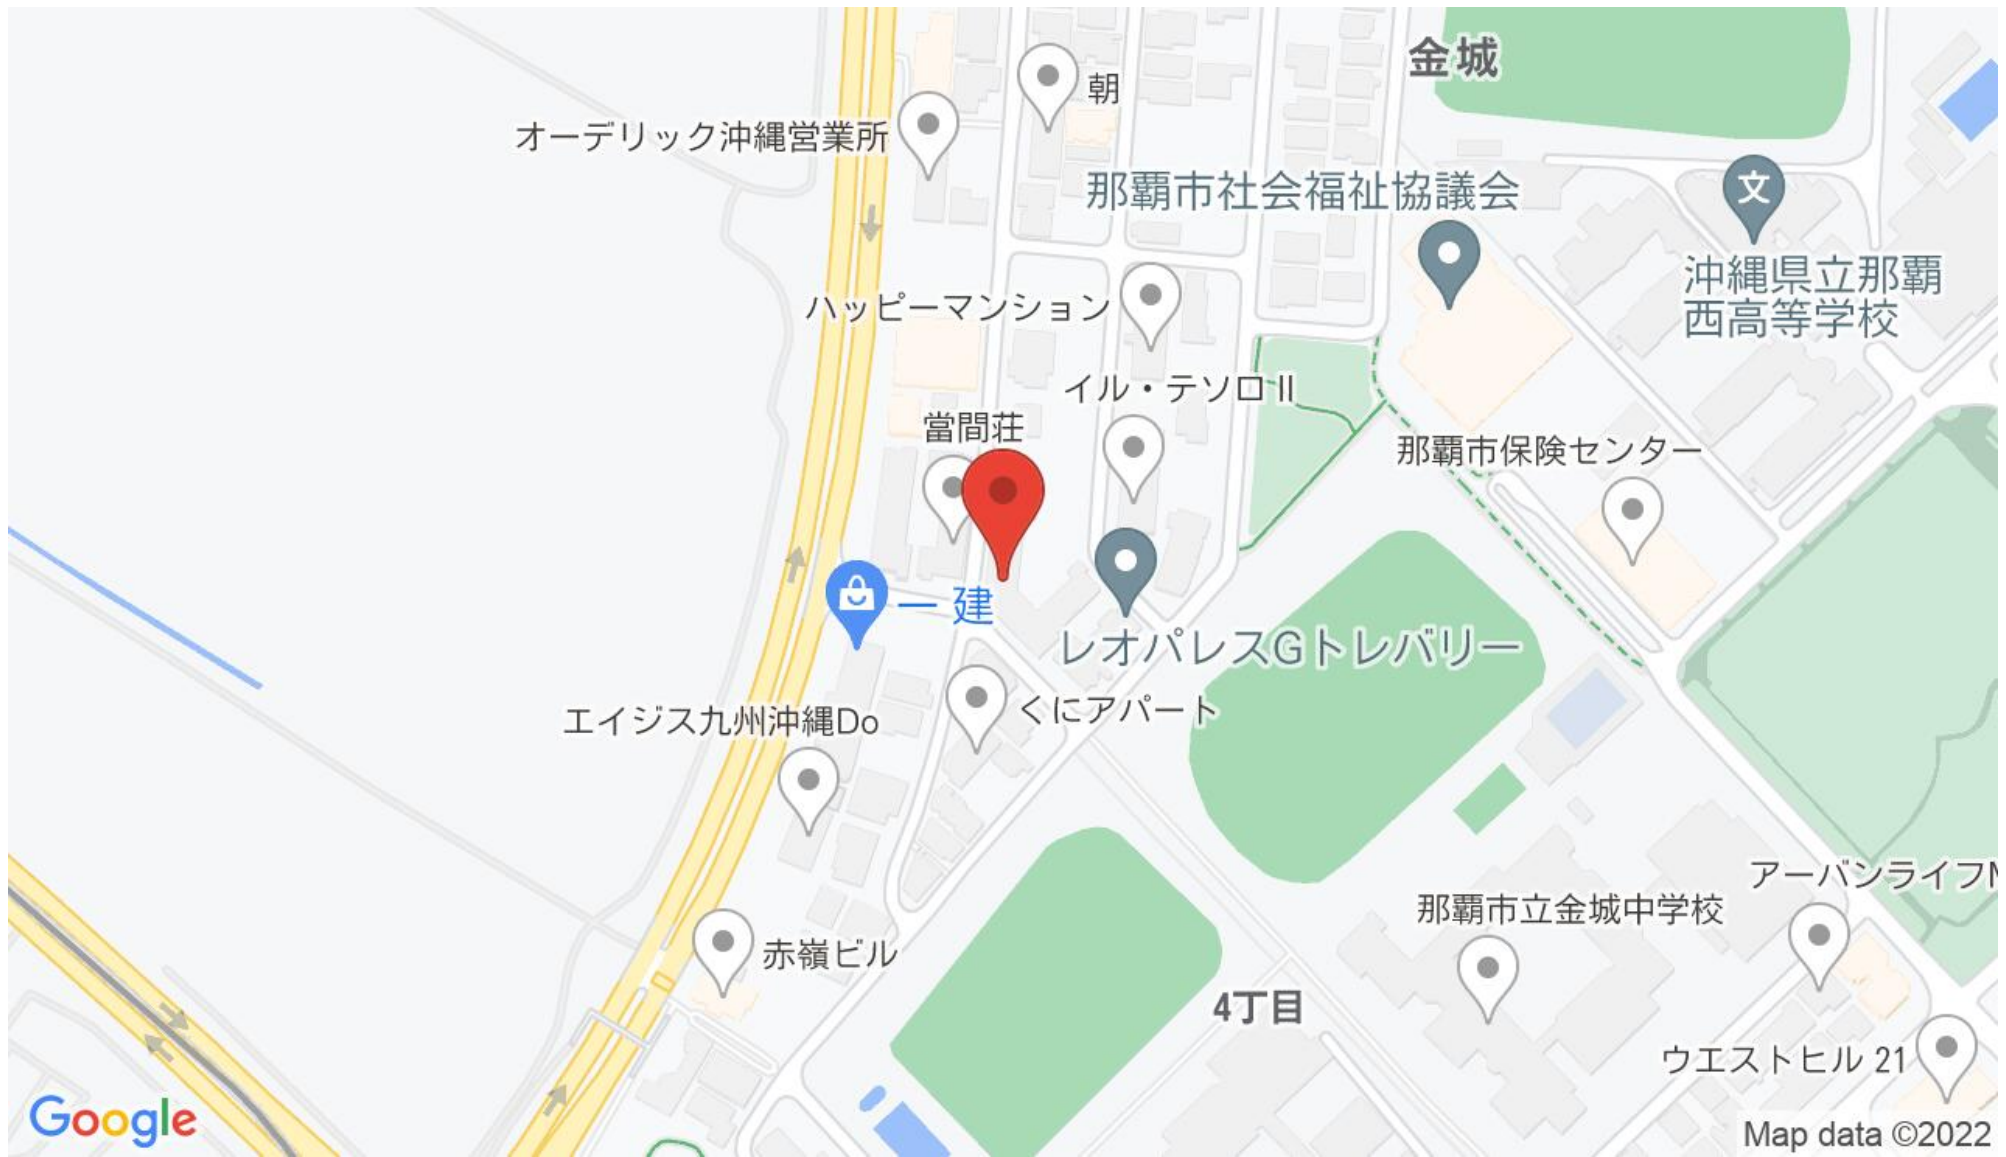 金城
朝
オーデリック沖縄営業所
那覇市社会福祉協議会
文
沖縄県立那覇
西高等学校
ハッピーマンション
イル・テソロ II
當間荘
那覇市保険センター
一建
レオパレスGトレバリー
くにアパート
エイジス九州沖縄Do
アーバンライフM
那覇市立金城中学校
赤嶺ビル
4丁目
ウエストヒル 21
Google
Map data ©2022